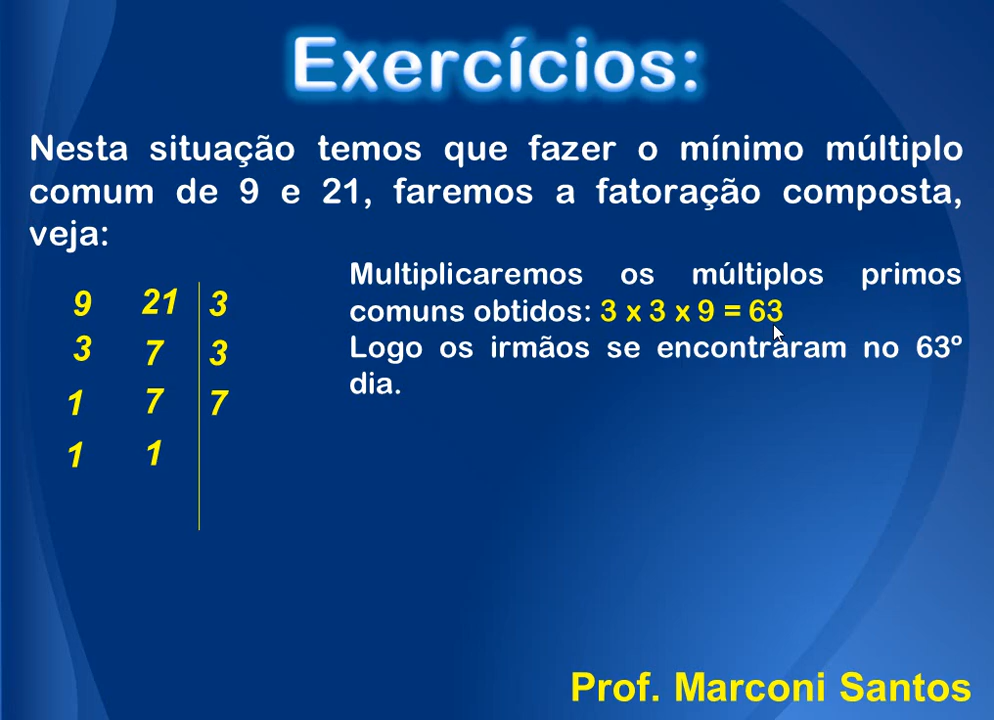 Exercícios:
Nesta situação temos que fazer o mínimo múltiplo
comum de 9 e 21, faremos a fatoração composta,
veja:
Multiplicaremos os múltiplos primos
comuns obtidos: 3 x 3 x 9 = 63
Logo os irmãos se encontraram no 63º
dia.
9 21 3
3 7 3
1 7 7
1 1
Prof. Marconi Santos